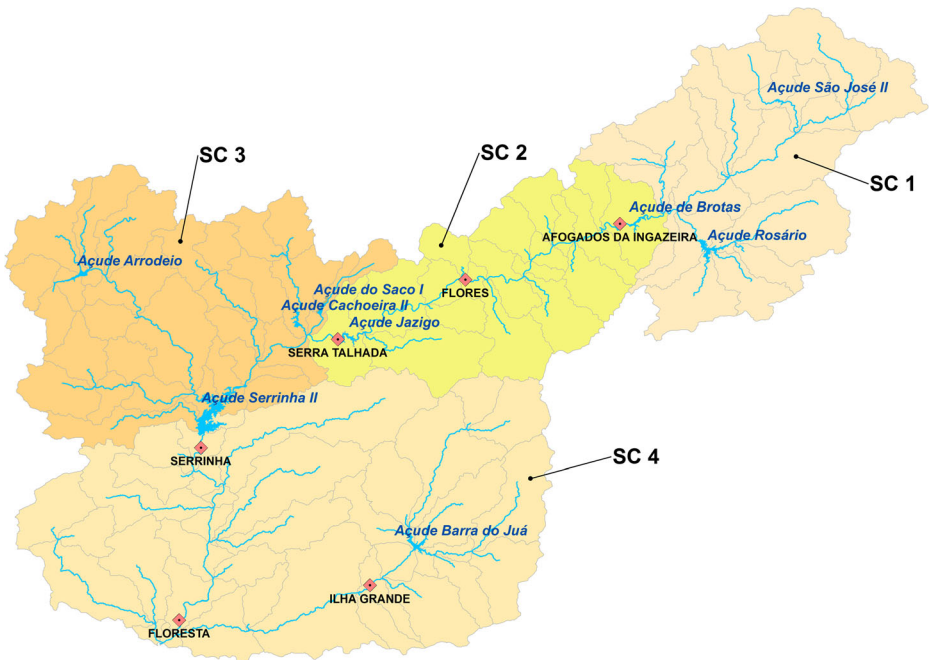 Açude São José II
SC 3
SC 2
SC 1
Açude de Brotas
AFOGADOS DA INGAZEIRA
Açude Rosário
Açude Arrodeio
Açude do Saco I
FLORES
Açude Cachoeira II
Açude Jazigo
SERRA TALHADA
Açude Serrinha II
SERRINHA
SC 4
Açude Barra do Juá
ILHA GRANDE
FLORESTA